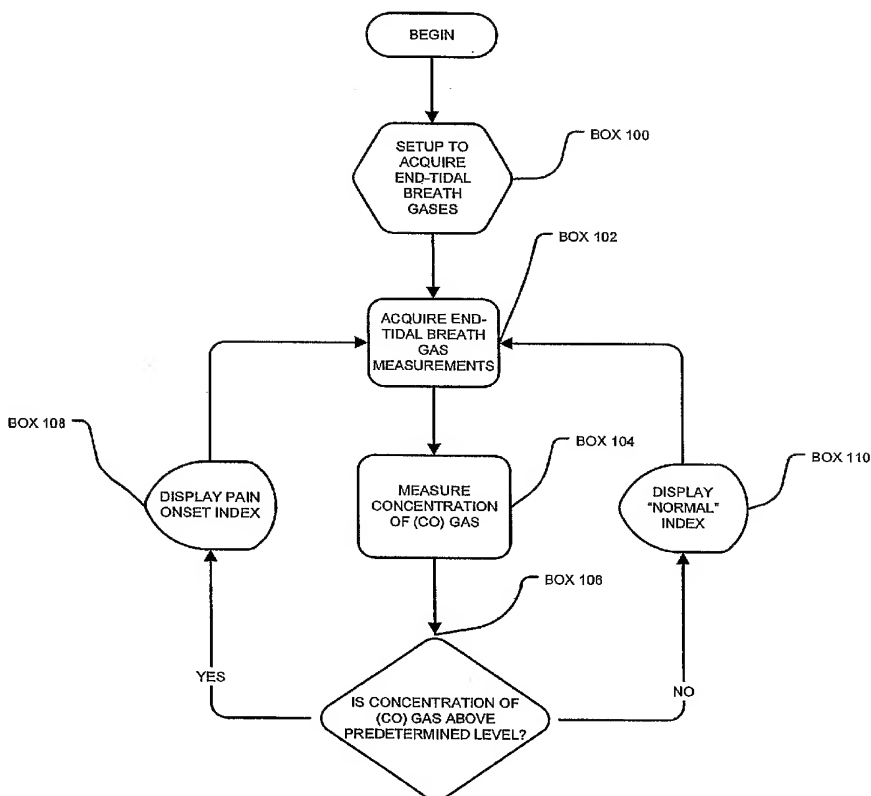 BEGIN
SETUP TO
ACQUIRE
END-TIDAL
BREATH
GASES
BOX 100
BOX 102
ACQUIRE END-
TIDAL BREATH
GAS
MEASUREMENTS
BOX 108
DISPLAY PAIN
ONSET INDEX
BOX 104
MEASURE
CONCENTRATION
OF (CO) GAS
BOX 110
DISPLAY
"NORMAL"
INDEX
BOX 106
YES
NO
IS CONCENTRATION OF
(CO) GAS ABOVE
PREDETERMINED LEVEL?